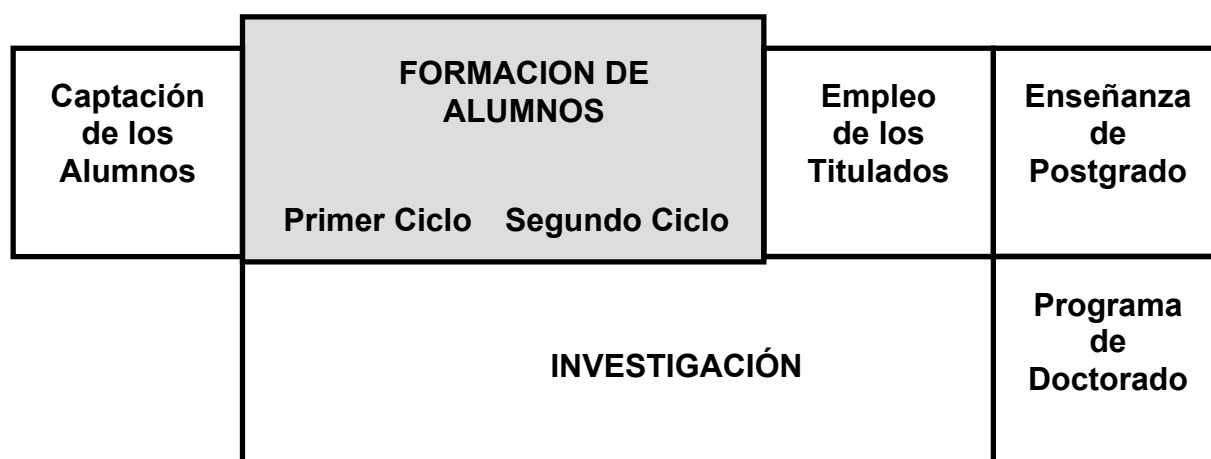 Captación
de los
Alumnos
FORMACION DE
ALUMNOS
Primer Ciclo Segundo Ciclo
Empleo
de los
Titulados
Enseñanza
de
Postgrado
INVESTIGACIÓN
Programa
de
Doctorado